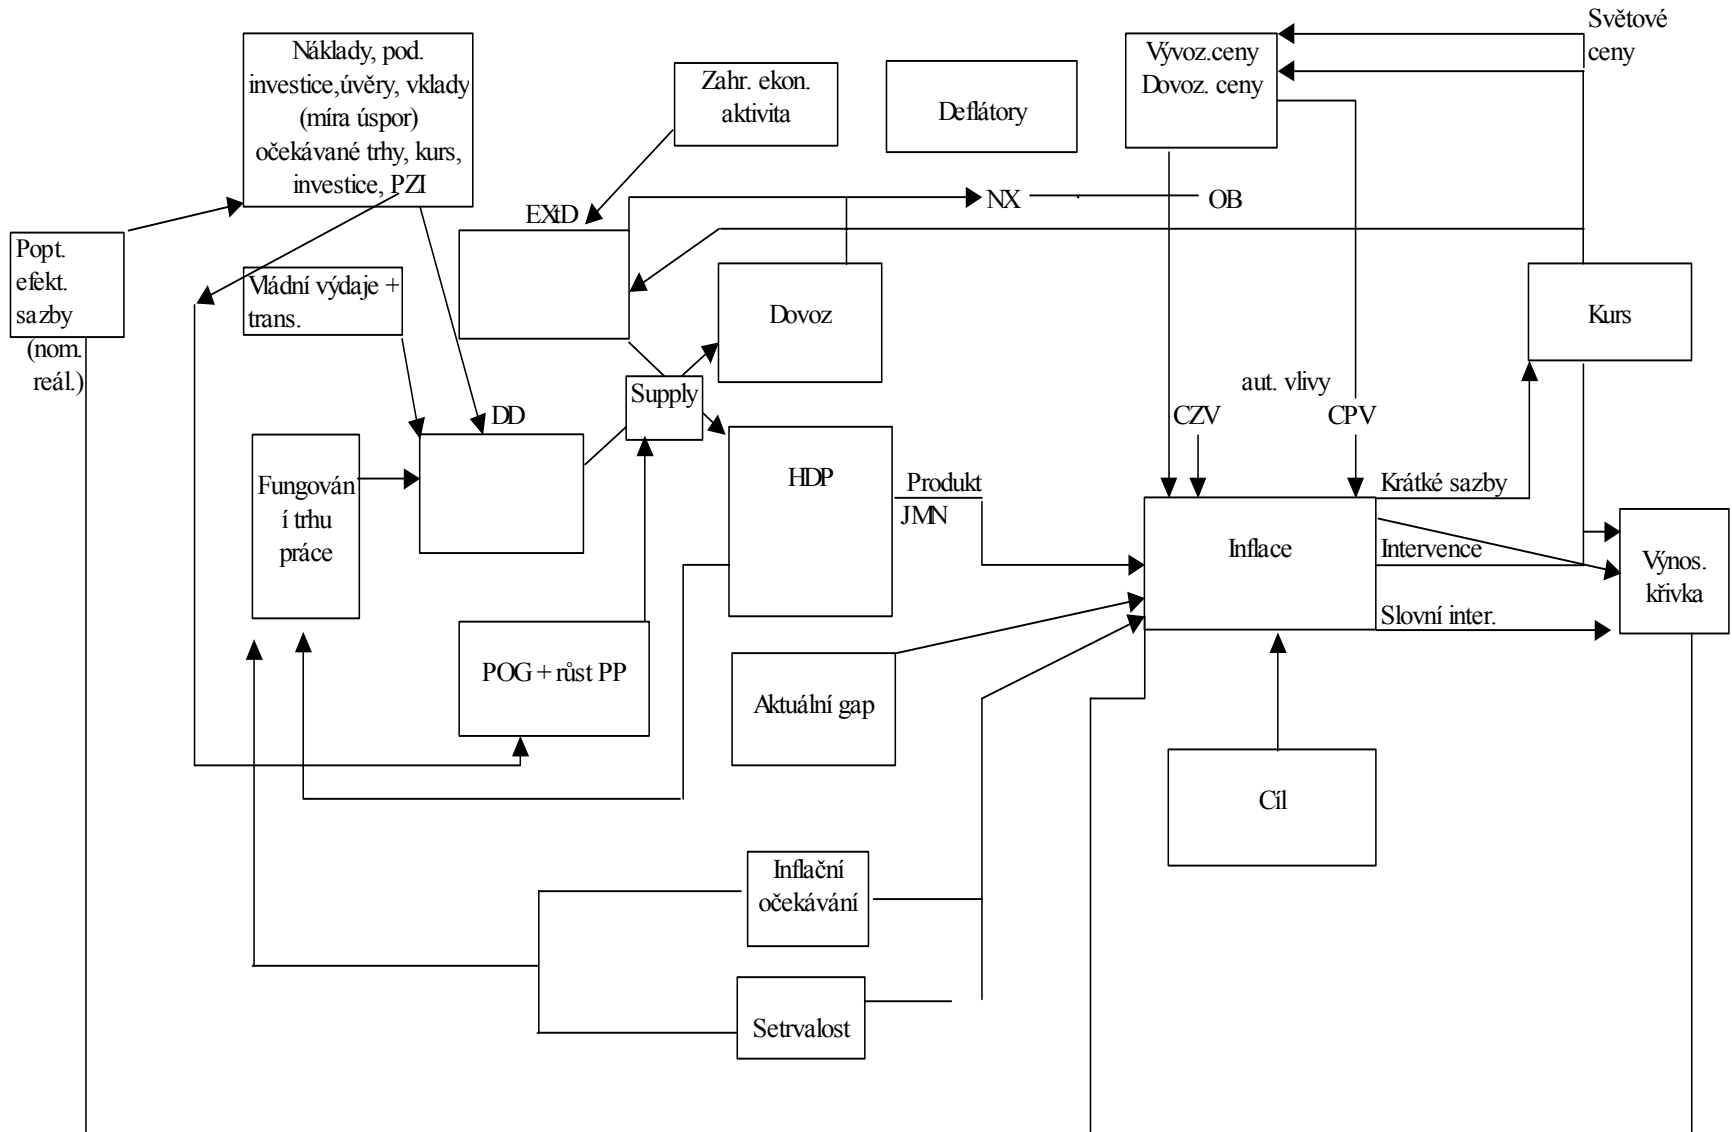 Světové
ceny
Náklady, pod.
investice,úvěry, vklady
(míra úspor)
očekávané trhy, kurs,
investice, PZI
Zahr. ekon.
aktivita
Deflátory
Vývoz.ceny
Dovoz. ceny
EXtD
NX
OB
Popt.
efekt.
sazby
(nom.
reál.)
Vládní výdaje +
trans.
Dovoz
Kurs
Supply
aut. vlivy
DD
CZV
CPV
Fungován
í trhu
práce
HDP
Produkt
JMN
Krátké sazby
Inflace
Intervence
Výnos.
křivka
Slovní inter.
POG + růst PP
Aktuální gap
Cíl
Inflační
očekávání
Setrvalost